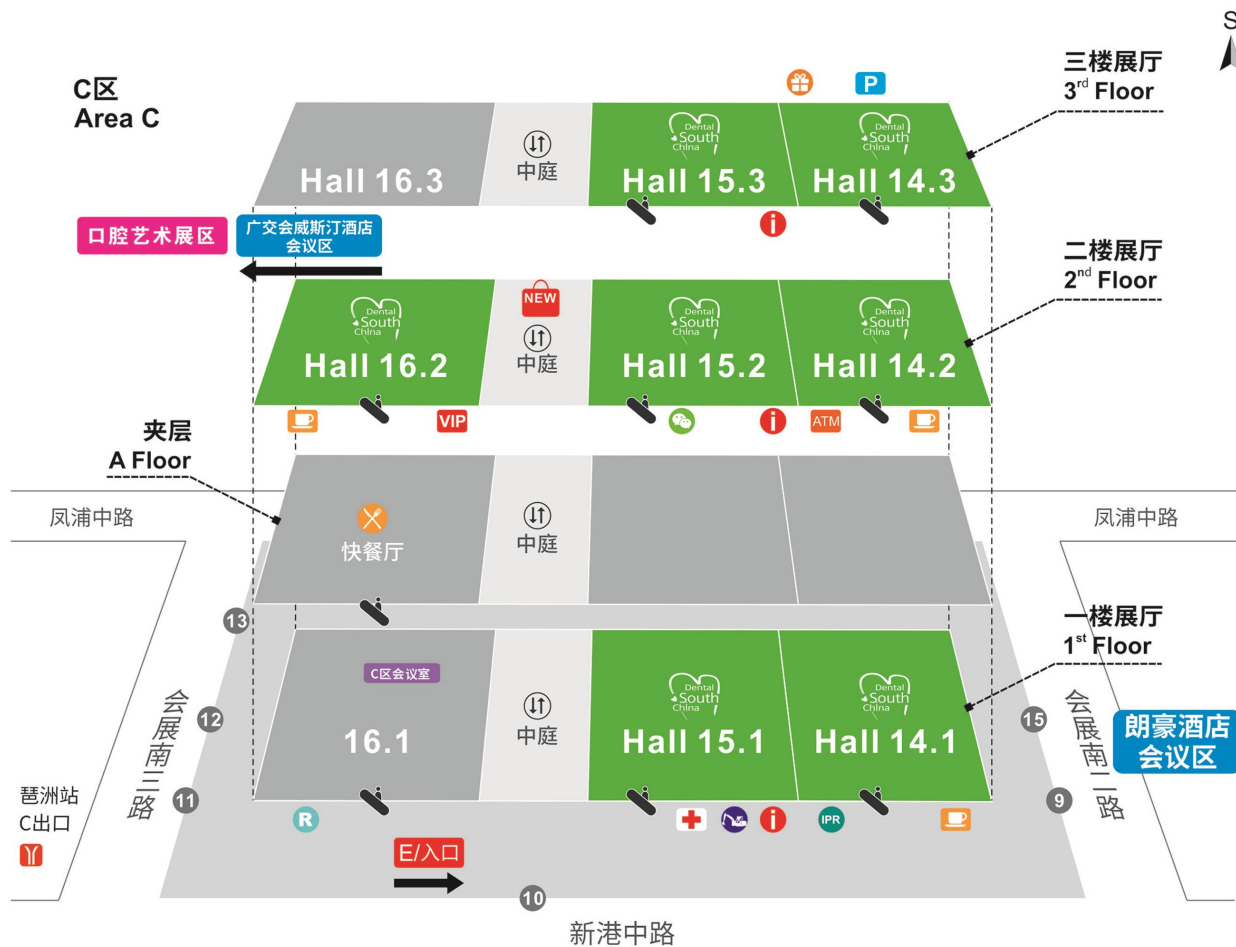 S
C区
Area C
三楼展厅
3rd Floor
P
Dental
South
China
Dental
South
China
Hall 16.3
中庭
Hall 15.3
Hall 14.3
i
口腔艺术展区
广交会威斯汀酒店
会议区
二楼展厅
2nd Floor
NEW
Dental
South
China
Dental
South
China
Dental
South
China
Hall 16.2
中庭
Hall 15.2
Hall 14.2
VIP
i
ATM
夹层
A Floor
凤浦中路
快餐厅
中庭
凤浦中路
13
一楼展厅
1st Floor
C区会议室
Dental
South
China
Dental
South
China
16.1
中庭
Hall 15.1
Hall 14.1
会展南三路
12
11
15
9
会展南二路
朗豪酒店
会议区
琶洲站
C出口
R
i
IPR
E/入口
10
新港中路